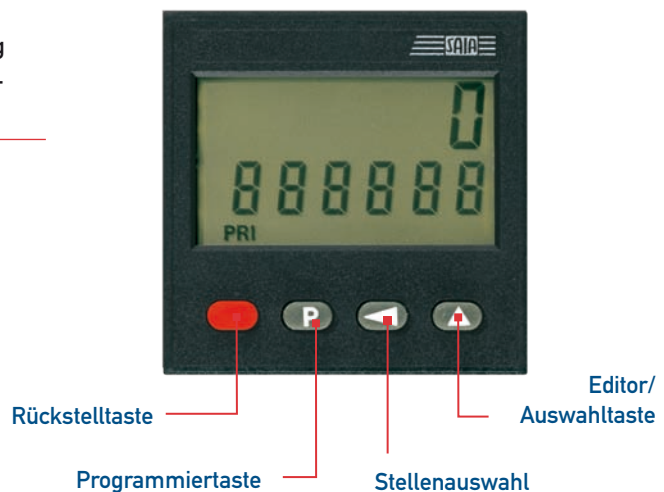 g
-
SAIA
0
888888
PRI
P
Rückstelltaste
Editor/
Auswahltaste
Programmiertaste
Stellenauswahl